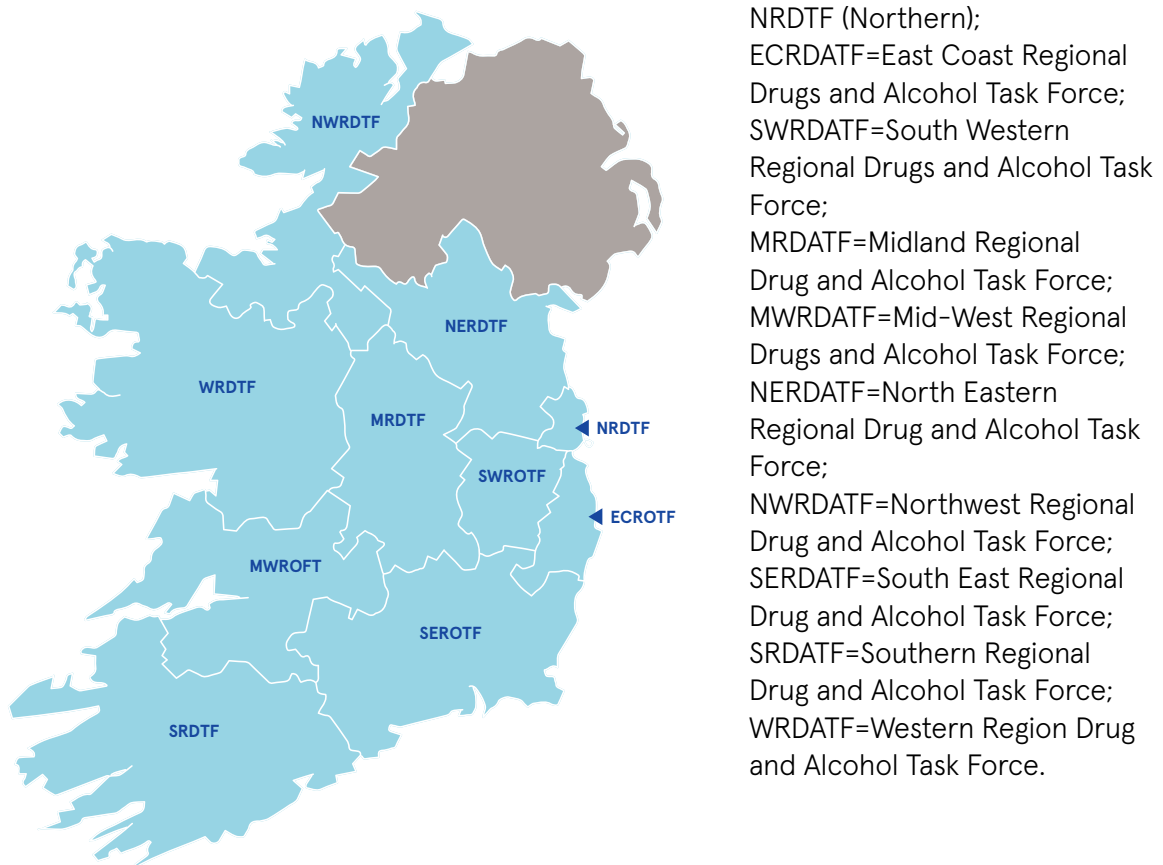 NWRDTF
NERDTF
WRDTF
MRDTF
NRDTF
SWROTF
ECROTF
MWROFT
SEROTF
SRDTF
NRDTF (Northern);
ECRDATF=East Coast Regional
Drugs and Alcohol Task Force;
SWRDATF=South Western
Regional Drugs and Alcohol Task
Force;
MRDATF=Midland Regional
Drug and Alcohol Task Force;
MWRDATF=Mid-West Regional
Drugs and Alcohol Task Force;
NERDATF=North Eastern
Regional Drug and Alcohol Task
Force;
NWRDATF=Northwest Regional
Drug and Alcohol Task Force;
SERDATF=South East Regional
Drug and Alcohol Task Force;
SRDATF=Southern Regional
Drug and Alcohol Task Force;
WRDATF=Western Region Drug
and Alcohol Task Force.